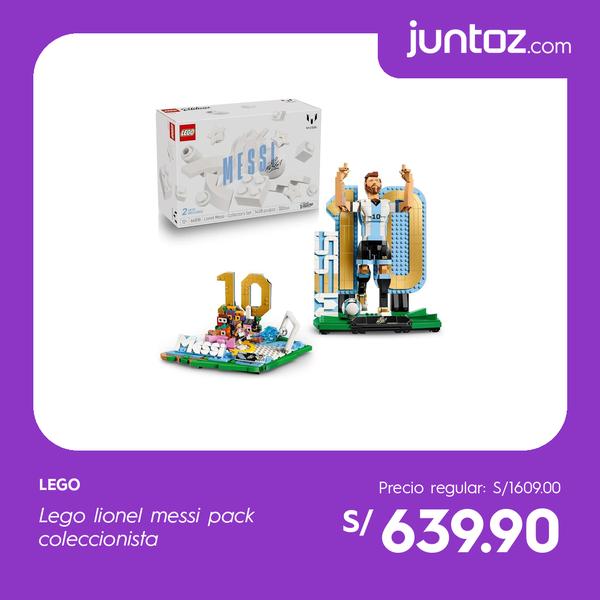 juntoz.com
LEGO
MESSI
10
10
Messi
LEGO
Lego lionel messi pack
coleccionista
Precio regular: S/1609.00
S/ 639.90